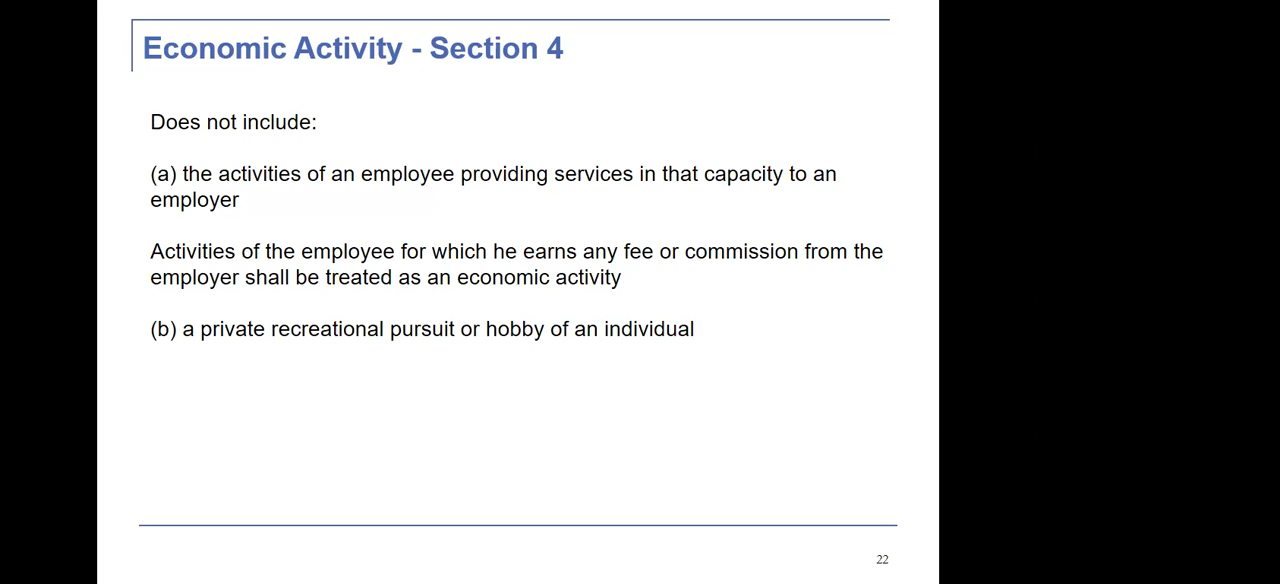 Economic Activity - Section 4
Does not include:
(a) the activities of an employee providing services in that capacity to an
employer
Activities of the employee for which he earns any fee or commission from the
employer shall be treated as an economic activity
(b) a private recreational pursuit or hobby of an individual
22